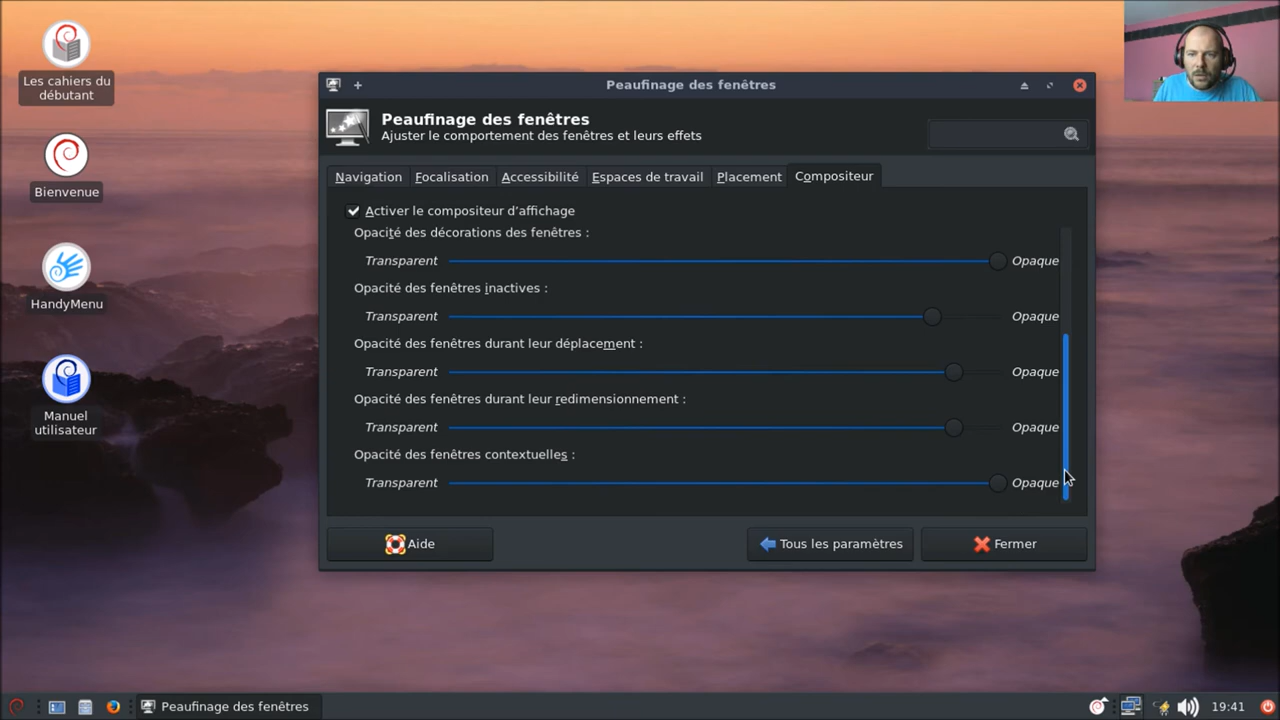 Les cahiers du
débutant
Bienvenue
HandyMenu
Manuel
utilisateur
Peaufinage des fenêtres
Peaufinage des fenêtres
Ajuster le comportement des fenêtres et leurs effets
Navigation Focalisation Accessibilité Espaces de travail Placement Compositeur
Activer le compositeur d’affichage
Opacité des décorations des fenêtres :
Transparent Opaque
Opacité des fenêtres inactives :
Transparent Opaque
Opacité des fenêtres durant leur déplacement :
Transparent Opaque
Opacité des fenêtres durant leur redimensionnement :
Transparent Opaque
Opacité des fenêtres contextuelles :
Transparent Opaque
Aide Tous les paramètres Fermer
Peaufinage des fenêtres 19:41